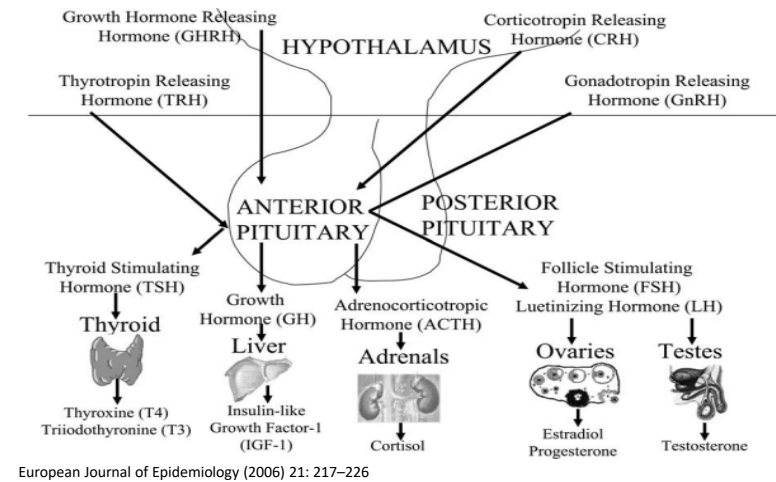 Growth Hormone Releasing
Hormone (GHRH)
HYPOTHALAMUS
Corticotropin Releasing
Hormone (CRH)
Thyrotropin Releasing
Hormone (TRH)
Gonadotropin Releasing
Hormone (GnRH)
ANTERIOR
PITUITARY
POSTERIOR
PITUITARY
Thyroid Stimulating
Hormone (TSH)
Thyroid
Thyroxine (T4)
Triiodothyronine (T3)
Growth
Hormone (GH)
Liver
Insulin-like
Growth Factor-1
(IGF-1)
Adrenocorticotropic
Hormone (ACTH)
Adrenals
Cortisol
Follicle Stimulating
Hormone (FSH)
Luetinizing Hormone (LH)
Ovaries
Estradiol
Progesterone
Testes
Testosterone
European Journal of Epidemiology (2006) 21: 217–226